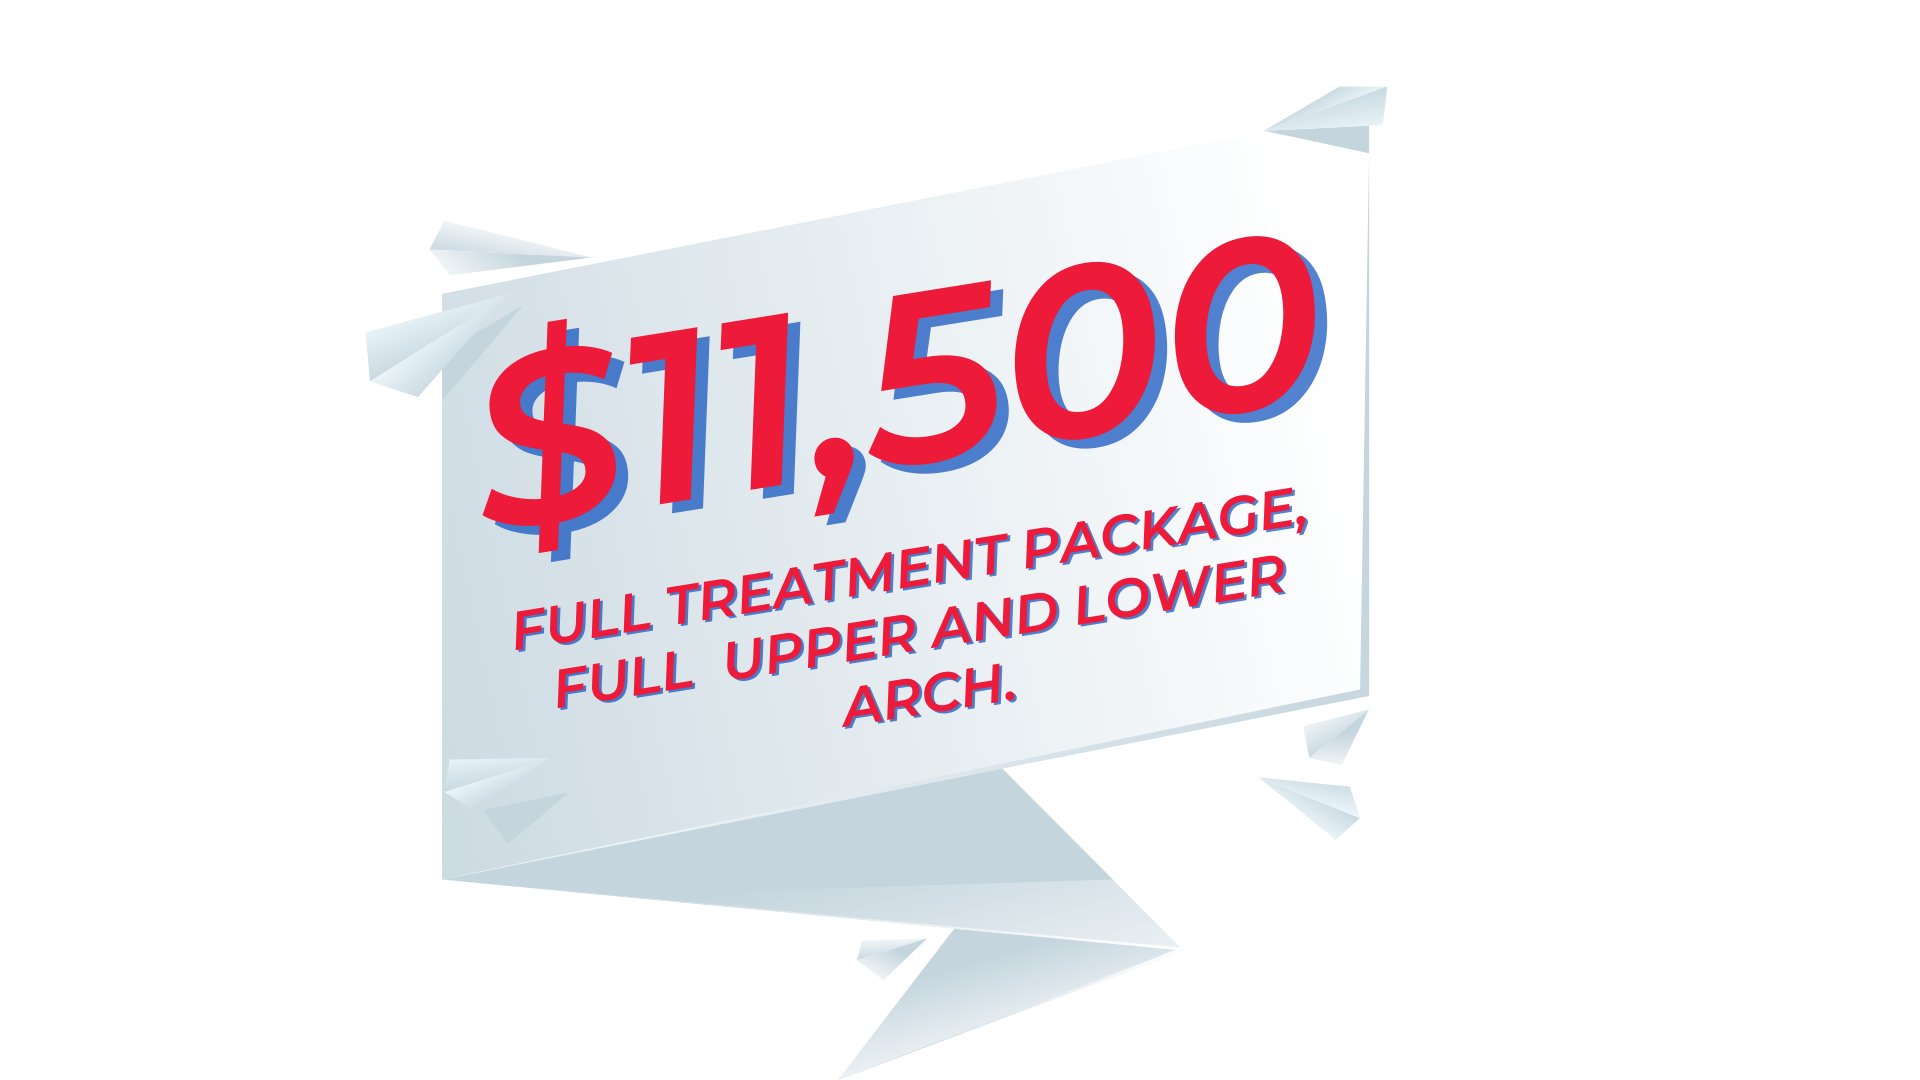 $11,500
FULL TREATMENT PACKAGE,
FULL UPPER AND LOWER
ARCH.